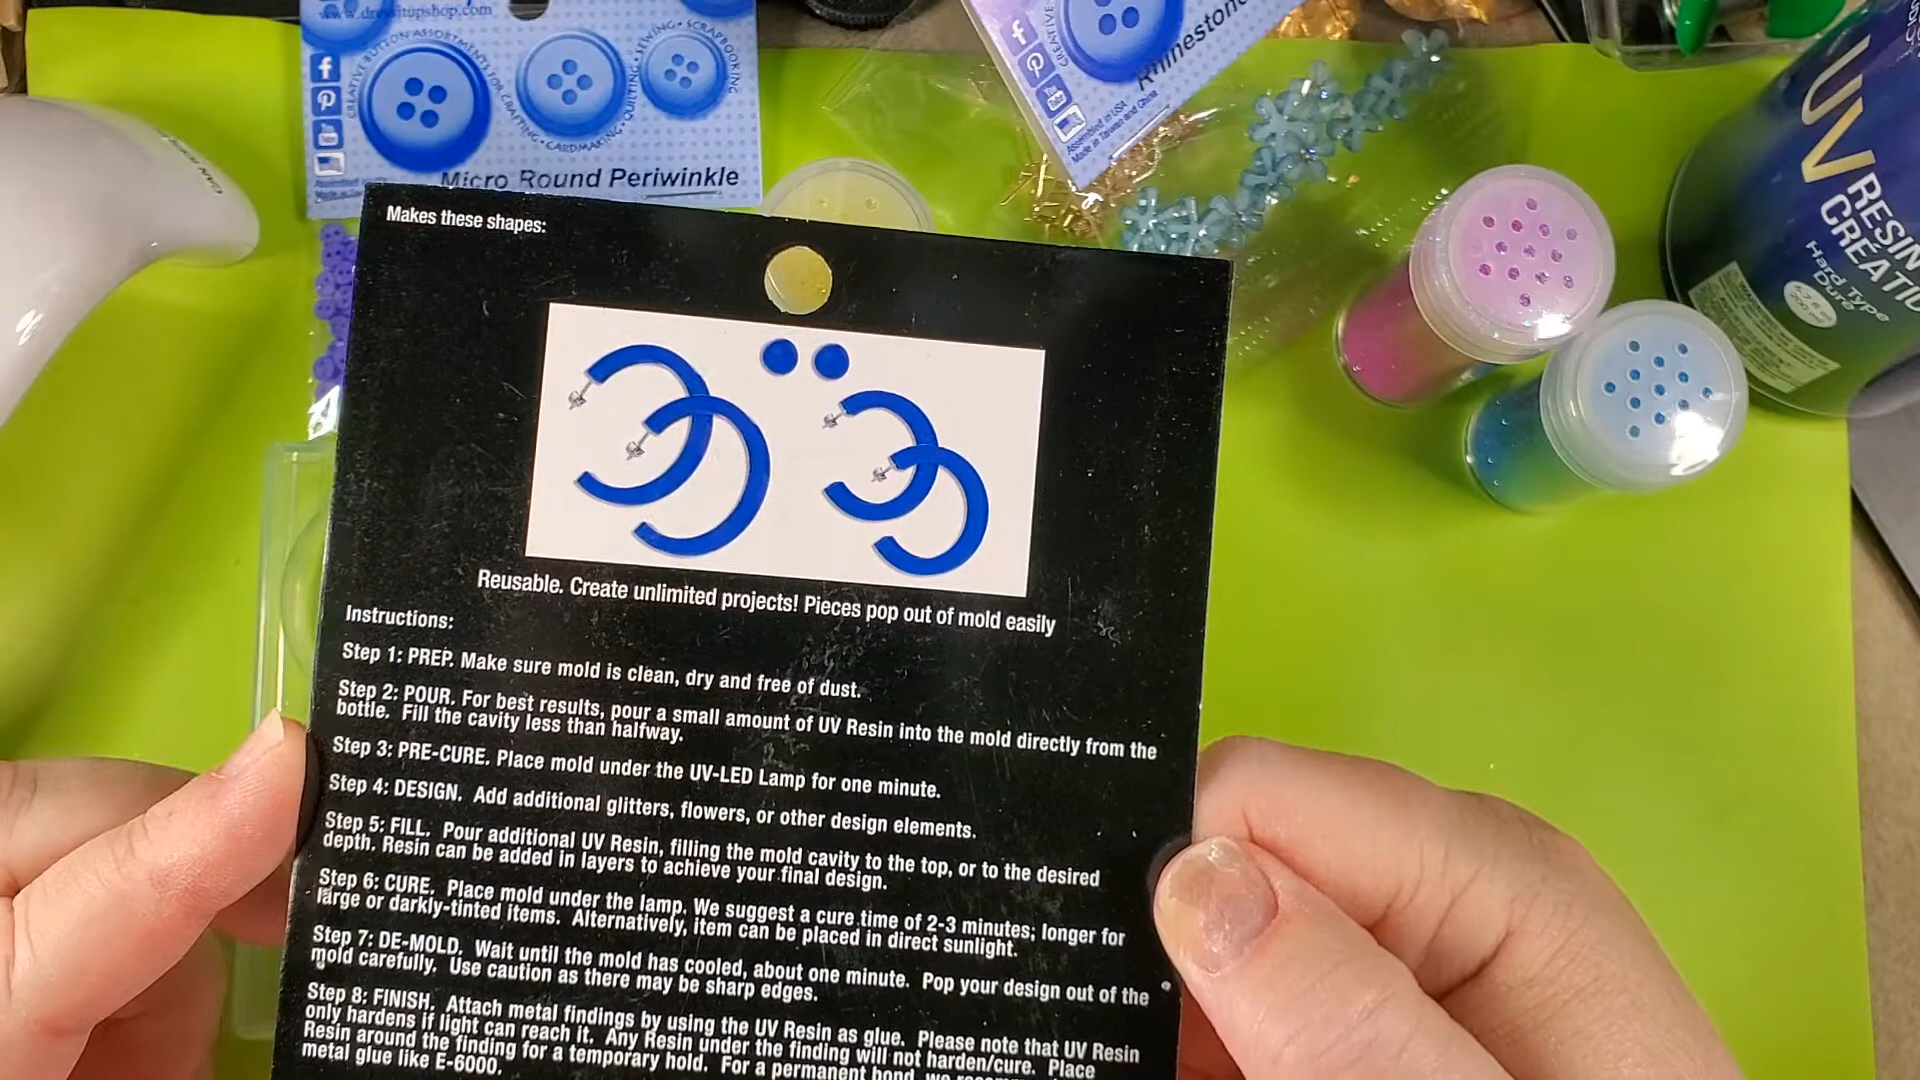 www.dressitupshop.com
CREATIVE BUTTON ASSORTMENTS FOR CRAFTING • CARDMAKING • QUILTING • SEWING • SCRAPBOOKING
Micro Round Periwinkle
CREATIVE
Rhinestone
Assembled in USA
Made in Taiwan and China
UV
RESIN
Hard Type
Makes these shapes:
Reusable. Create unlimited projects! Pieces pop out of mold easily
Instructions:
Step 1: PREP. Make sure mold is clean, dry and free of dust.
Step 2: POUR. For best results, pour a small amount of UV Resin into the mold directly from the
bottle. Fill the cavity less than halfway.
Step 3: PRE-CURE. Place mold under the UV-LED Lamp for one minute.
Step 4: DESIGN. Add additional glitters, flowers, or other design elements.
Step 5: FILL. Pour additional UV Resin, filling the mold cavity to the top, or to the desired
depth. Resin can be added in layers to achieve your final design.
Step 6: CURE. Place mold under the lamp. We suggest a cure time of 2-3 minutes; longer for
large or darkly-tinted items. Alternatively, item can be placed in direct sunlight.
Step 7: DE-MOLD. Wait until the mold has cooled, about one minute. Pop your design out of the
mold carefully. Use caution as there may be sharp edges.
Step 8: FINISH. Attach metal findings by using the UV Resin as glue. Please note that UV Resin
only hardens if light can reach it. Any Resin under the finding will not harden/cure. Place
Resin around the finding for a temporary hold. For a permanent bond, we
metal glue like E-6000.